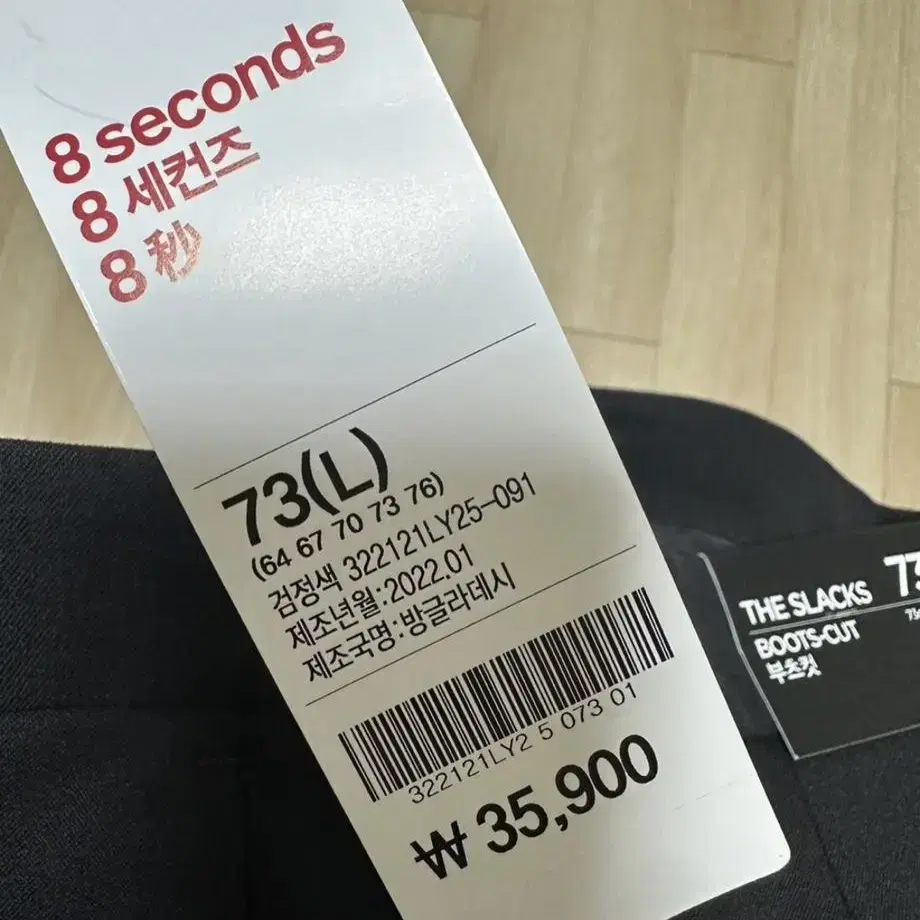 8 seconds
8 세컨즈
8 秒
73(L)
(64 67 70 73 76)
검정색 322121LY25-091
제조년월:2022.01
제조국명:방글라데시
322121LY2 5 073 01
₩ 35,900
THE SLACKS
BOOTS-CUT
부츠컷